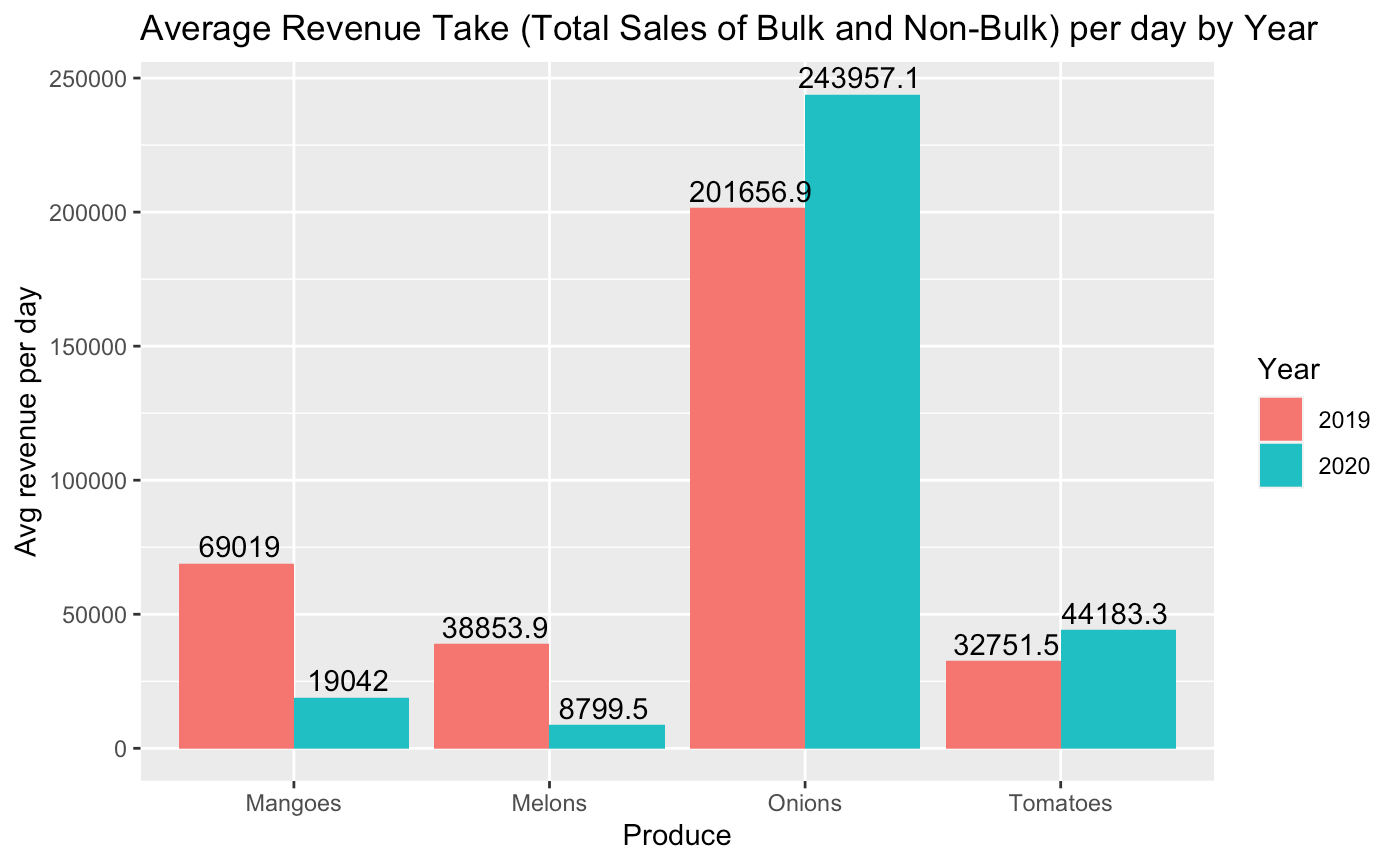 Average Revenue Take (Total Sales of Bulk and Non-Bulk) per day by Year
250000
200000
150000
100000
50000
0
Avg revenue per day
69019
19042
38853.9
8799.5
201656.9
243957.1
32751.5
44183.3
Mangoes
Melons
Onions
Tomatoes
Produce
Year
2019
2020